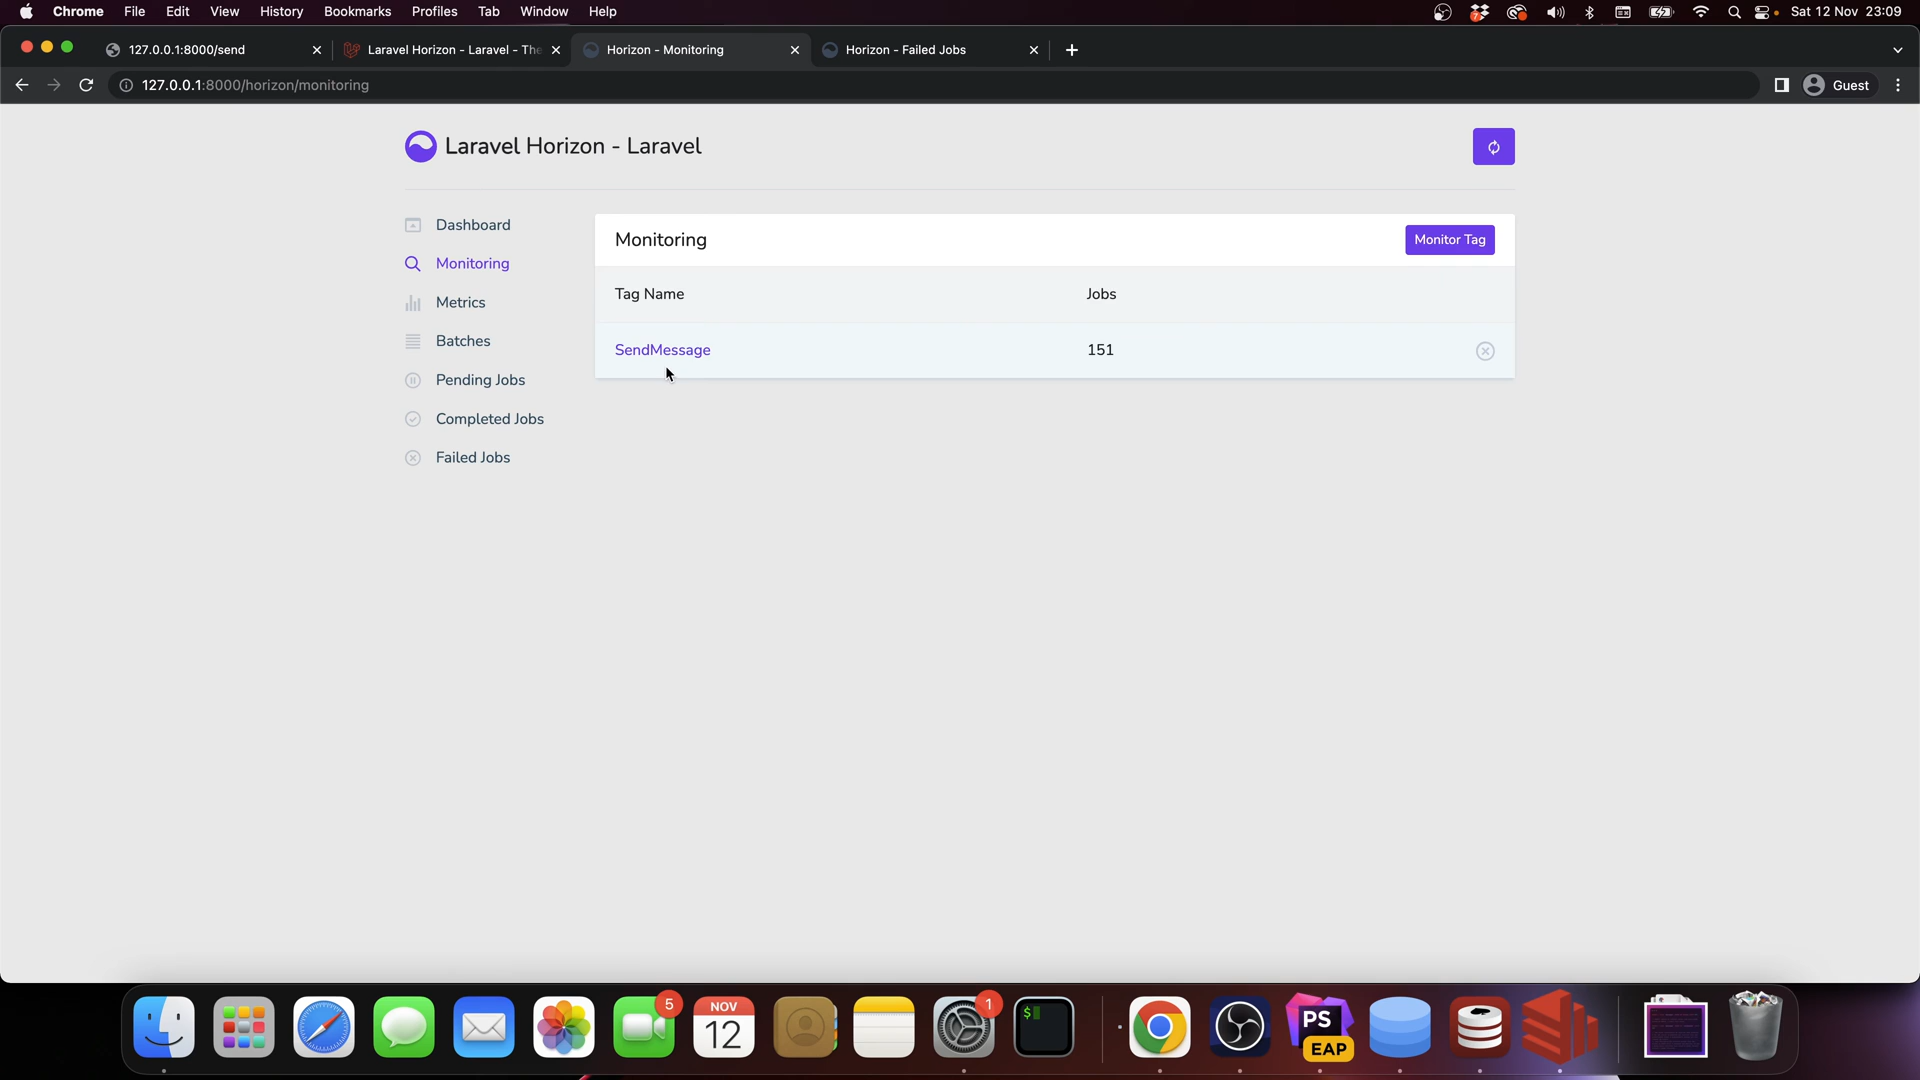 Chrome File Edit View History Bookmarks Profiles Tab Window Help Sat 12 Nov 23:09
127.0.0.1:8000/send Laravel Horizon - Laravel - The Horizon - Monitoring Horizon - Failed Jobs
127.0.0.1:8000/horizon/monitoring Guest
Laravel Horizon - Laravel
Dashboard
Monitoring
Metrics
Batches
Pending Jobs
Completed Jobs
Failed Jobs
Monitoring Monitor Tag
Tag Name Jobs
SendMessage 151
5 NOV 1
12 $ PS
EAP